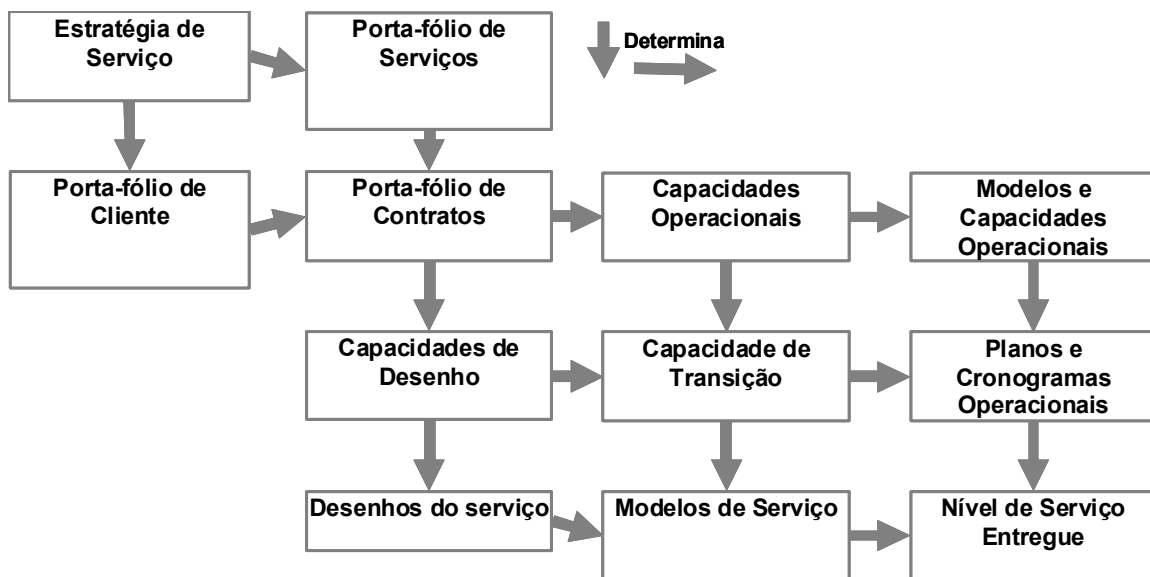 Estratégia de
Serviço
Porta-fólio de
Serviços
Determina
Porta-fólio de
Cliente
Porta-fólio de
Contratos
Capacidades
Operacionais
Modelos e
Capacidades
Operacionais
Capacidades de
Desenho
Capacidade de
Transição
Planos e
Cronogramas
Operacionais
Desenhos do serviço
Modelos de Serviço
Nível de Serviço
Entregue